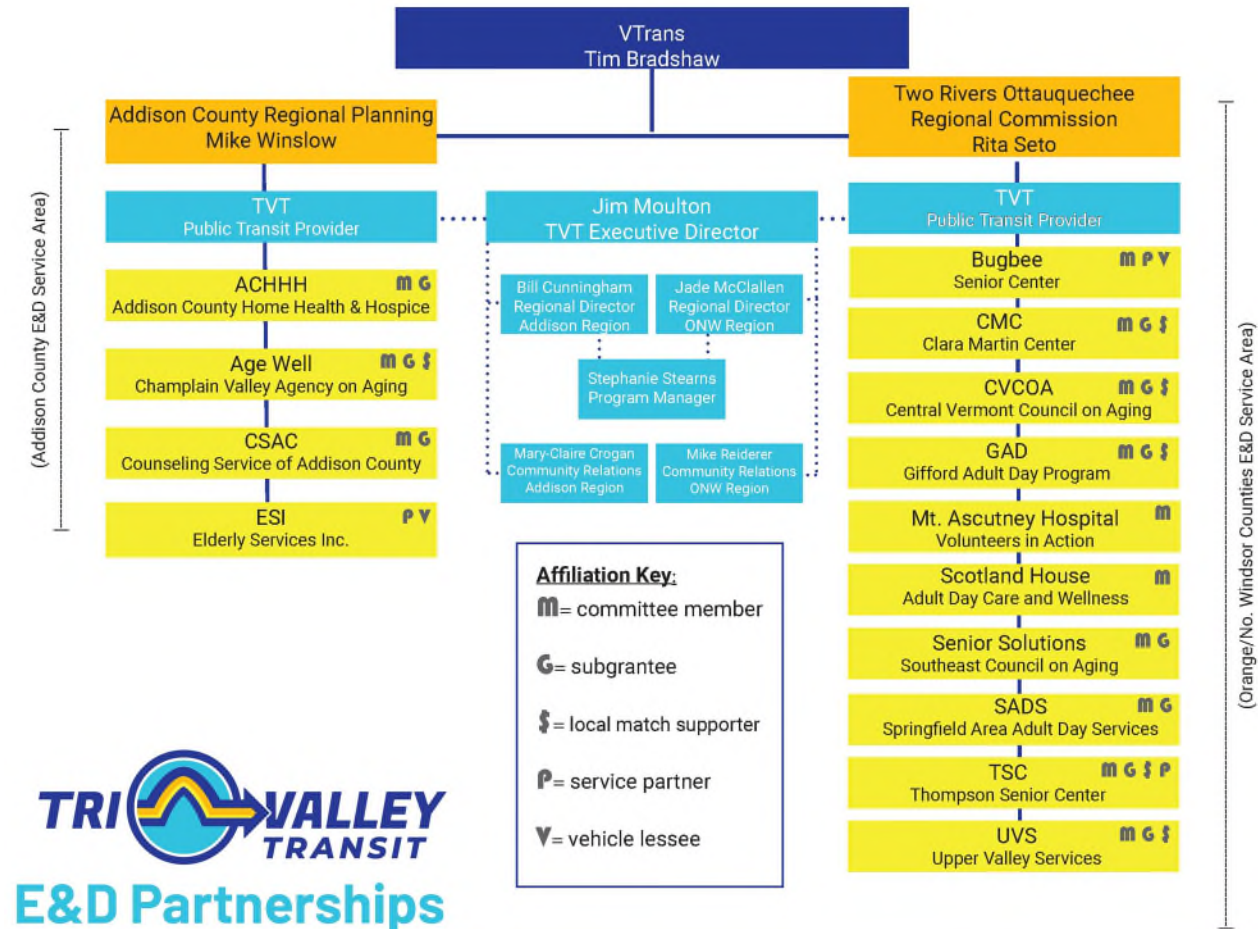 VTrans
Tim Bradshaw
Addison County Regional Planning
Mike Winslow
Two Rivers Ottauquechee
Regional Commission
Rita Seto
(Addison County E&D Service Area)
TVT
Public Transit Provider
ACHHH M G
Addison County Home Health & Hospice
Age Well M G $
Champlain Valley Agency on Aging
CSAC M G
Counseling Service of Addison County
ESI P V
Elderly Services Inc.
Jim Moulton
TVT Executive Director
Bill Cunningham
Regional Director
Addison Region
Jade McClallen
Regional Director
ONW Region
Stephanie Stearns
Program Manager
Mary-Claire Crogan
Community Relations
Addison Region
Mike Reiderer
Community Relations
ONW Region
TVT
Public Transit Provider
Bugbee M P V
Senior Center
CMC M G $
Clara Martin Center
CVCOA M G $
Central Vermont Council on Aging
GAD M G $
Gifford Adult Day Program
Mt. Ascutney Hospital M
Volunteers in Action
Scotland House M
Adult Day Care and Wellness
Senior Solutions M G
Southeast Council on Aging
SADS M G
Springfield Area Adult Day Services
TSC M G $ P
Thompson Senior Center
UVS M G $
Upper Valley Services
(Orange/No. Windsor Counties E&D Service Area)
Affiliation Key:
M= committee member
G= subgrantee
$= local match supporter
P= service partner
V= vehicle lessee
TRI VALLEY
TRANSIT
E&D Partnerships